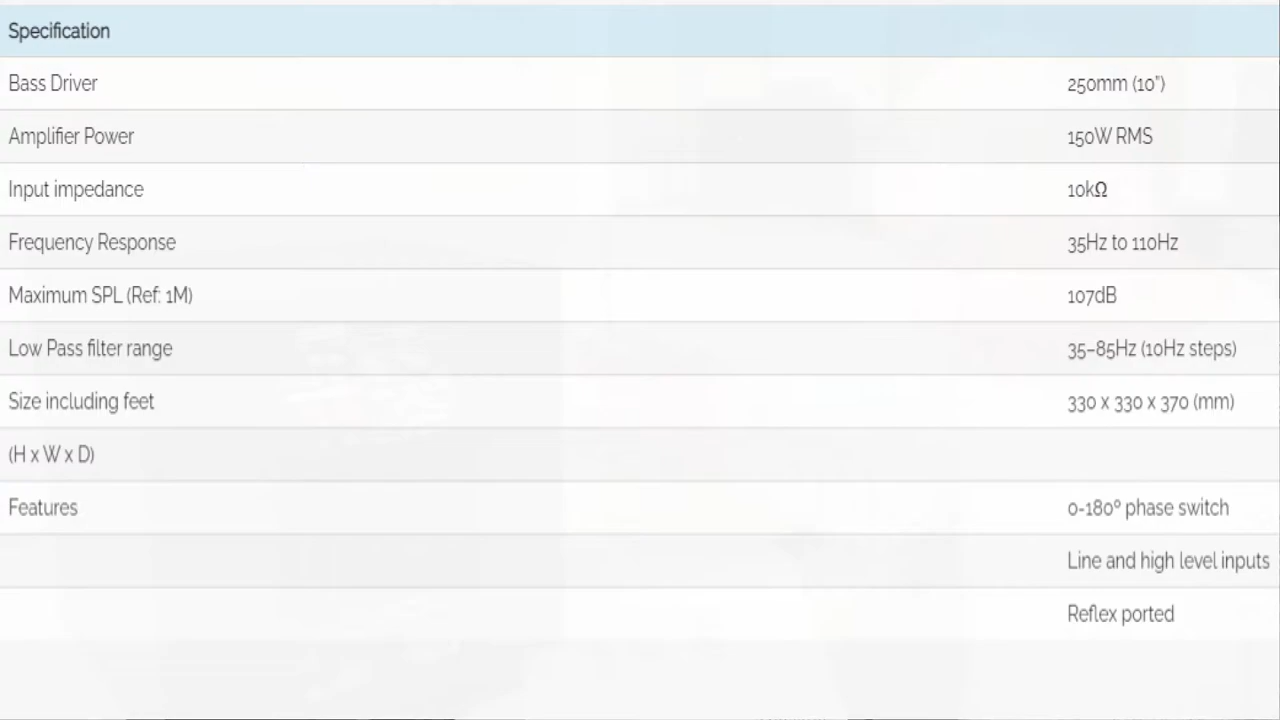 Specification
Bass Driver 250mm (10")
Amplifier Power 150W RMS
Input impedance 10kΩ
Frequency Response 35Hz to 110Hz
Maximum SPL (Ref: 1M) 107dB
Low Pass filter range 35–85Hz (10Hz steps)
Size including feet 330 x 330 x 370 (mm)
(H x W x D)
Features 0-180º phase switch
Line and high level inputs
Reflex ported